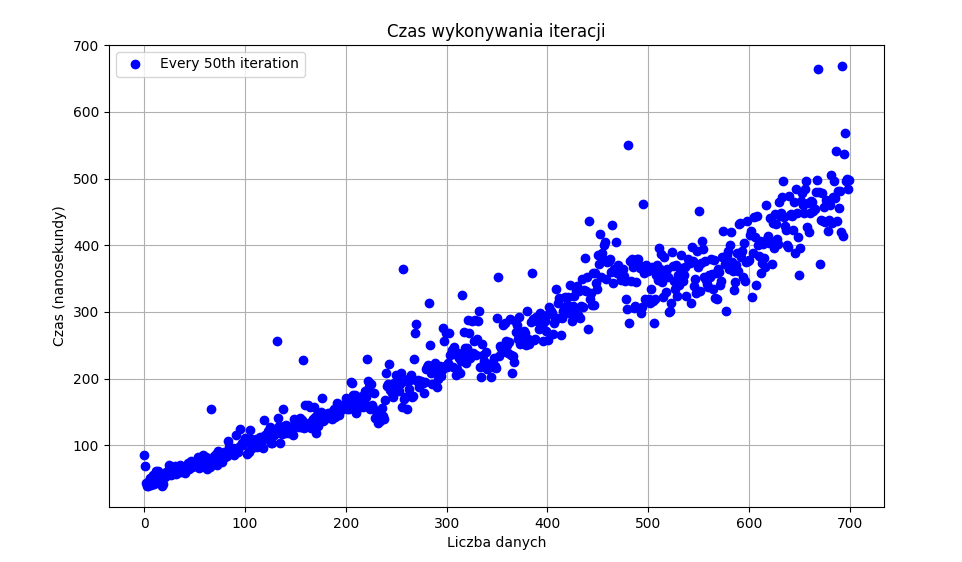 Czas wykonywania iteracji
Every 50th iteration
700
600
500
400
300
200
100
Czas (nanosekundy)
0 100 200 300 400 500 600 700
Liczba danych